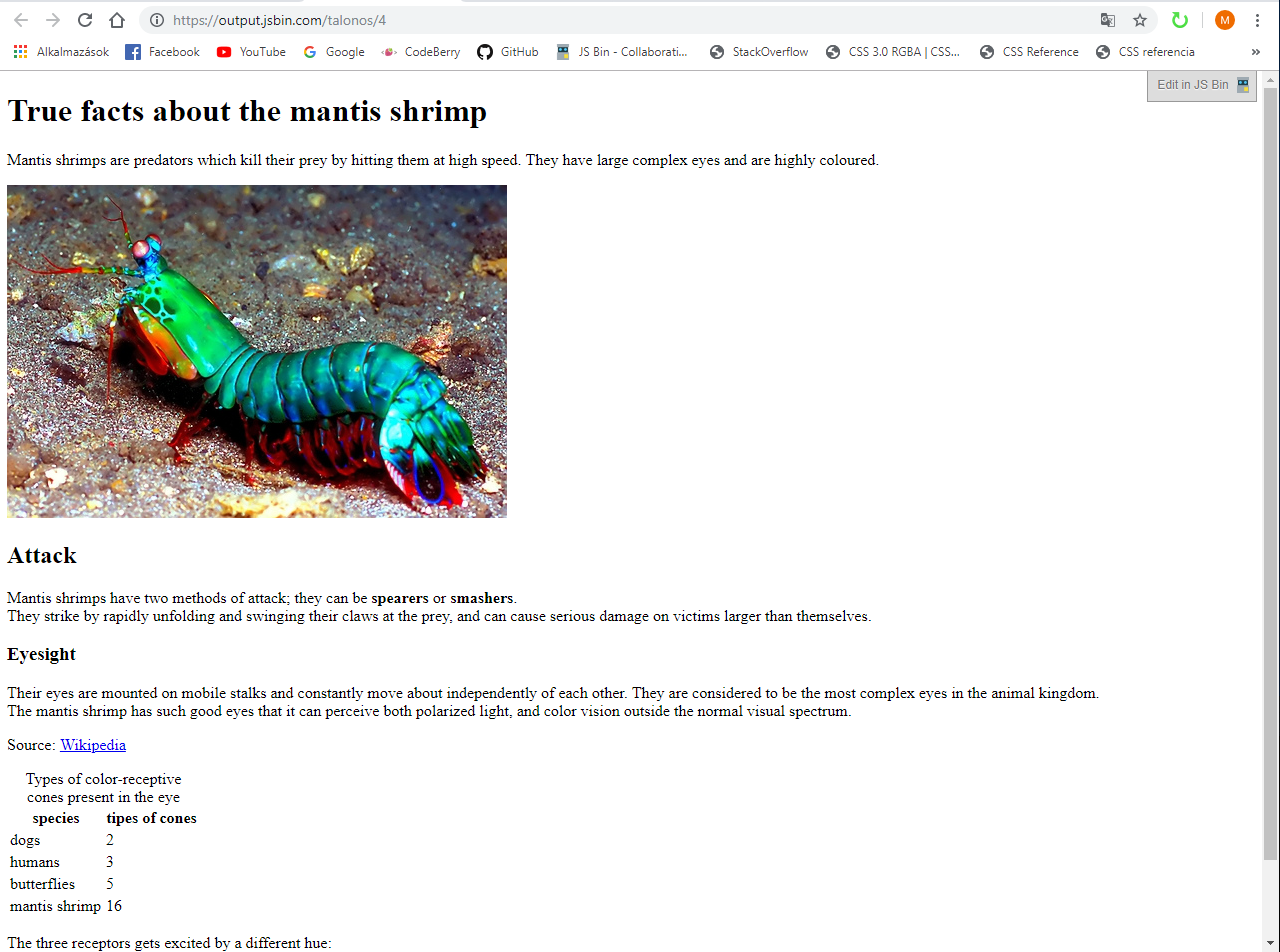 https://output.jsbin.com/talonos/4
M
Alkalmazások Facebook YouTube Google CodeBerry GitHub JS Bin - Collaborati... StackOverflow CSS 3.0 RGBA | CSS... CSS Reference CSS referencia »
Edit in JS Bin
True facts about the mantis shrimp
Mantis shrimps are predators which kill their prey by hitting them at high speed. They have large complex eyes and are highly coloured.
Attack
Mantis shrimps have two methods of attack; they can be spearers or smashers.
They strike by rapidly unfolding and swinging their claws at the prey, and can cause serious damage on victims larger than themselves.
Eyesight
Their eyes are mounted on mobile stalks and constantly move about independently of each other. They are considered to be the most complex eyes in the animal kingdom.
The mantis shrimp has such good eyes that it can perceive both polarized light, and color vision outside the normal visual spectrum.
Source: Wikipedia
Types of color-receptive
cones present in the eye
species tipes of cones
dogs 2
humans 3
butterflies 5
mantis shrimp 16
The three receptors gets excited by a different hue: